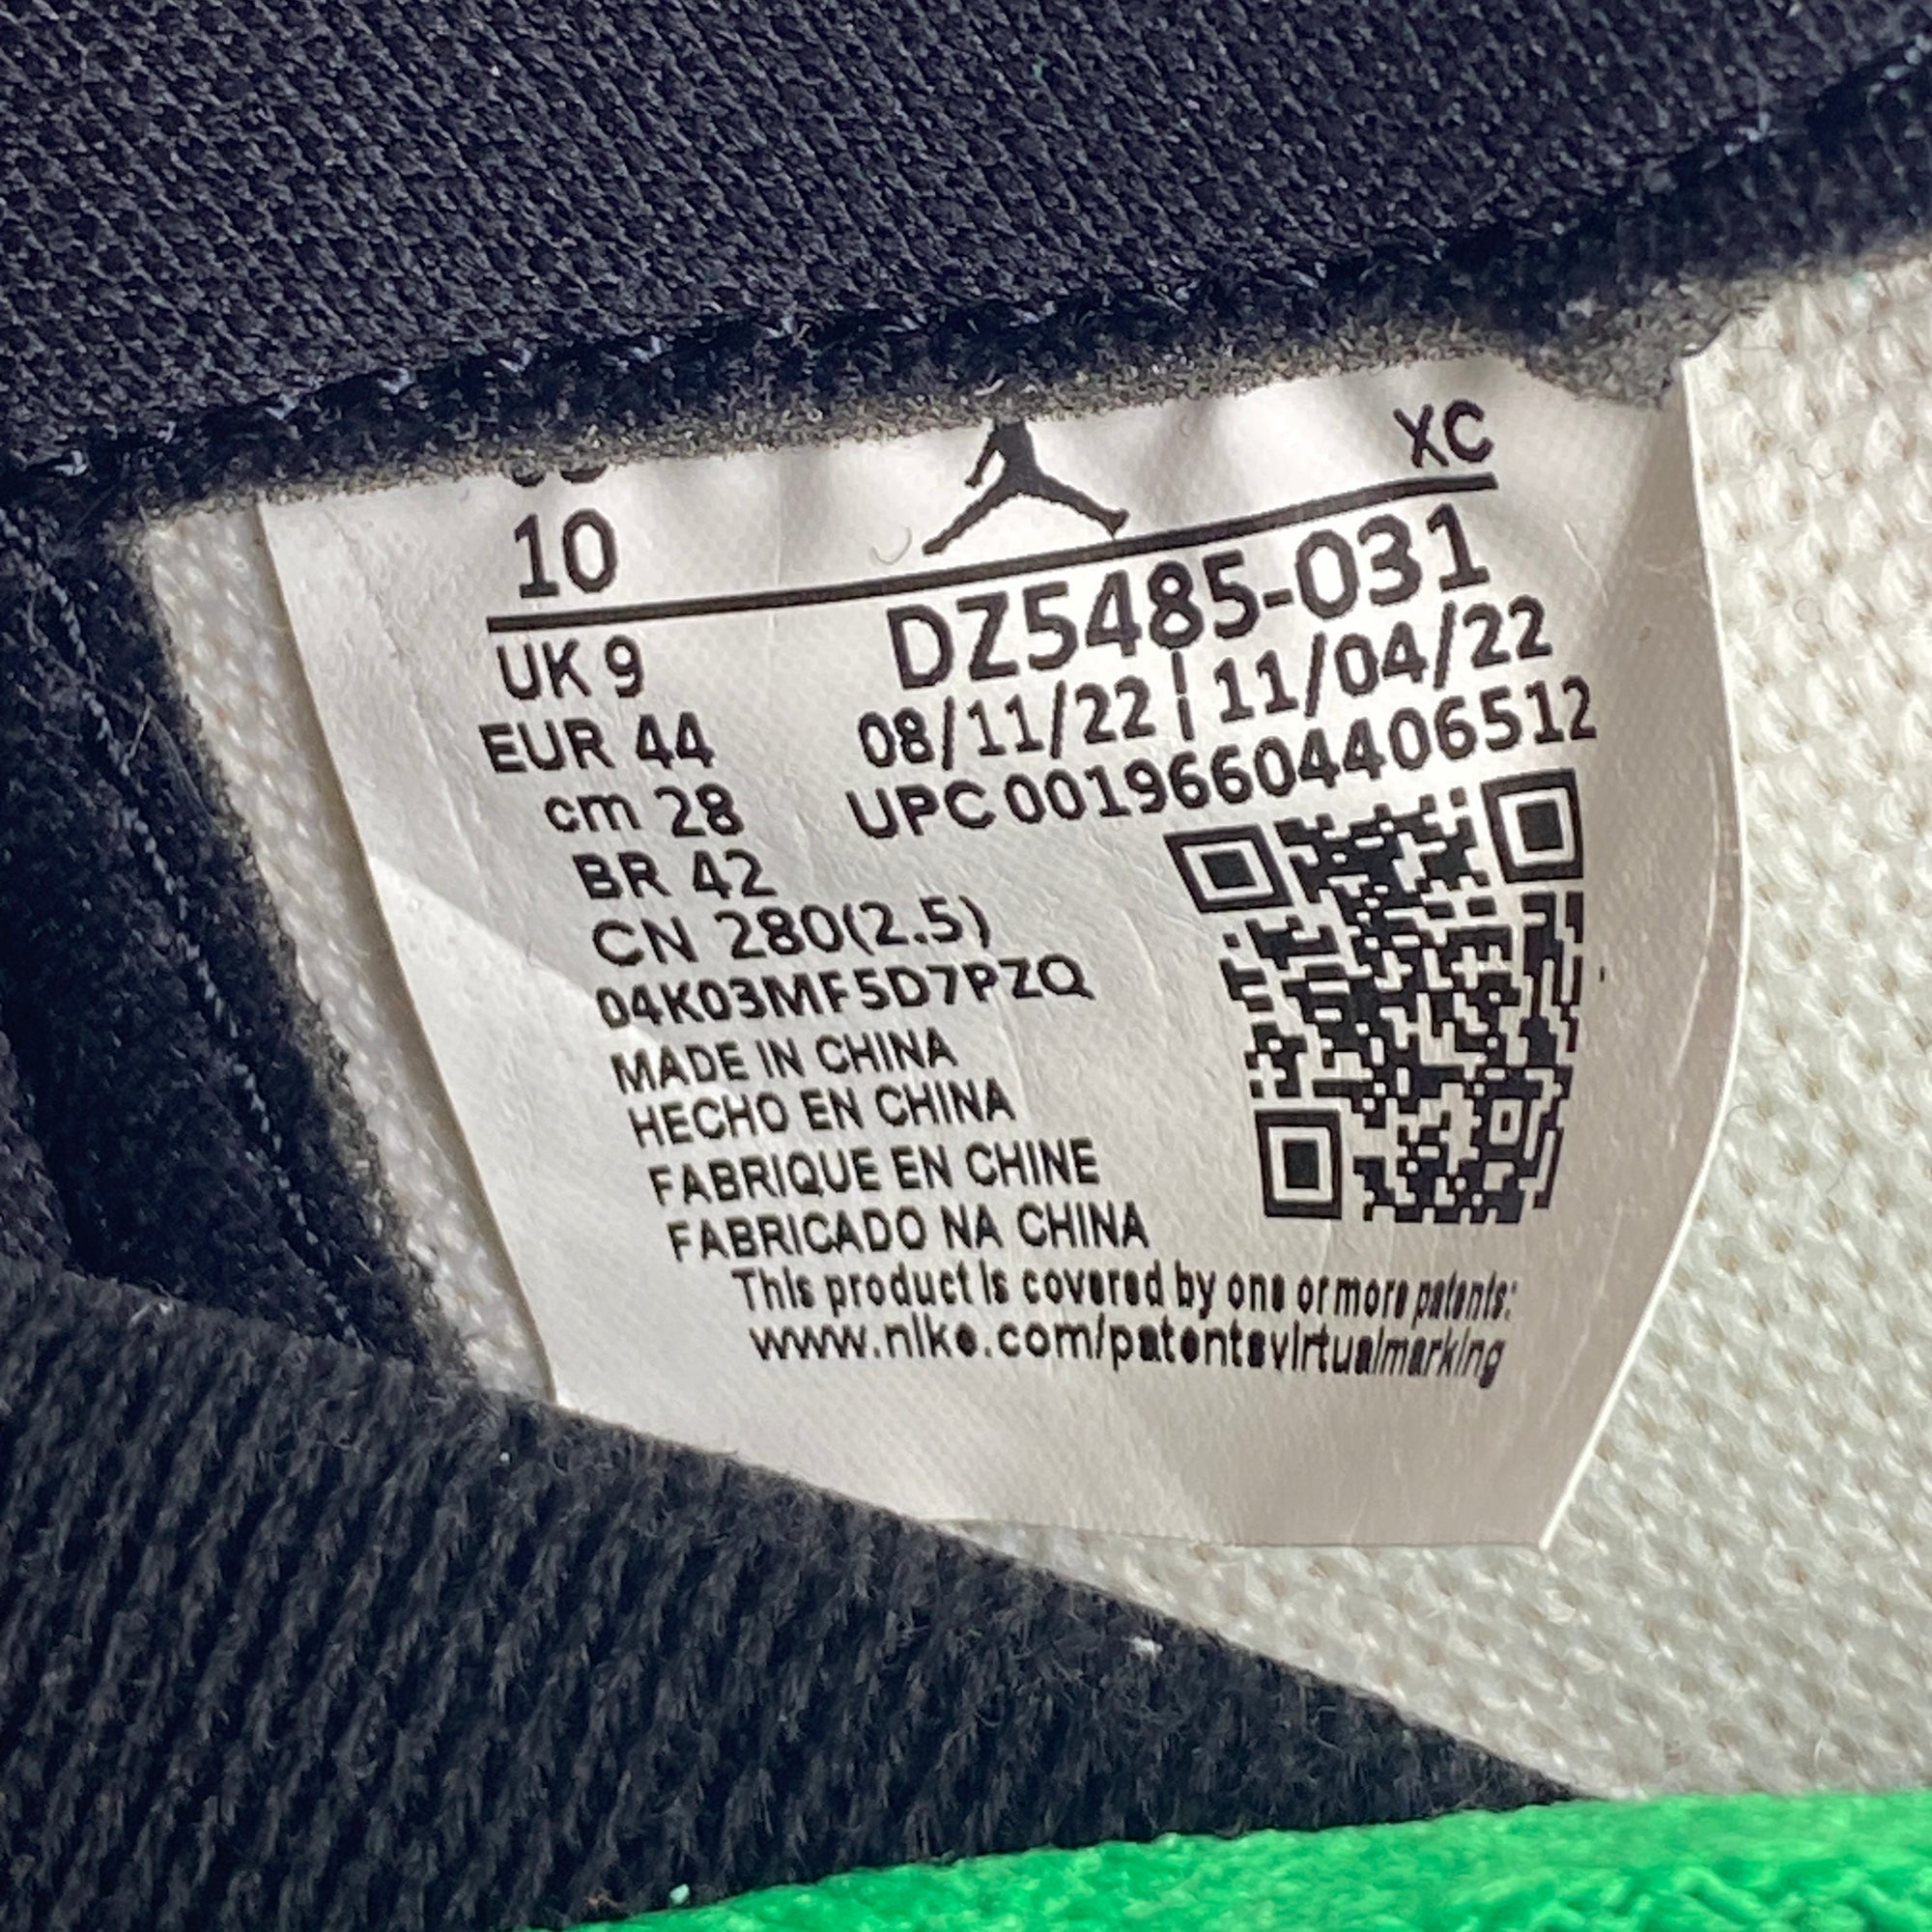 10
XC
UK 9
EUR 44
cm 28
BR 42
CN 280(2.5)
04K03MF5D7PZQ
MADE IN CHINA
HECHO EN CHINA
FABRIQUE EN CHINE
FABRICADO NA CHINA
DZ5485-031
08/11/22 | 11/04/22
UPC 00196604406512
This product is covered by one or more patents:
www.nike.com/patentsvirtualmarking